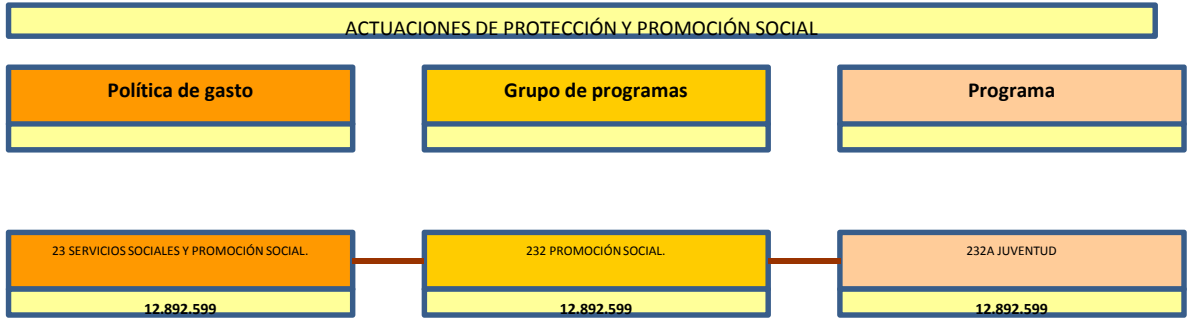 ACTUACIONES DE PROTECCIÓN Y PROMOCIÓN SOCIAL
Política de gasto
Grupo de programas
Programa
23 SERVICIOS SOCIALES Y PROMOCIÓN SOCIAL.
232 PROMOCIÓN SOCIAL.
232A JUVENTUD
12.892.599
12.892.599
12.892.599